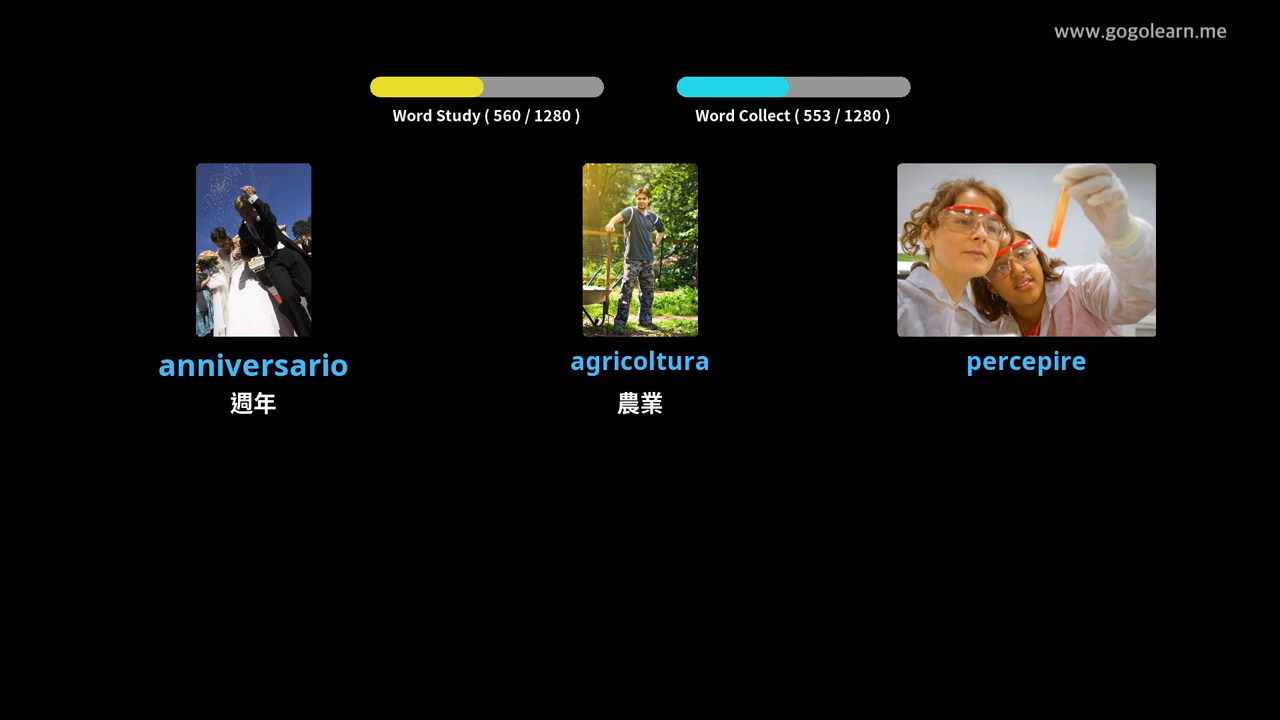 www.gogolearn.me
Word Study ( 560 / 1280 )
Word Collect ( 553 / 1280 )
anniversario
agricoltura
percepire
週年
農業